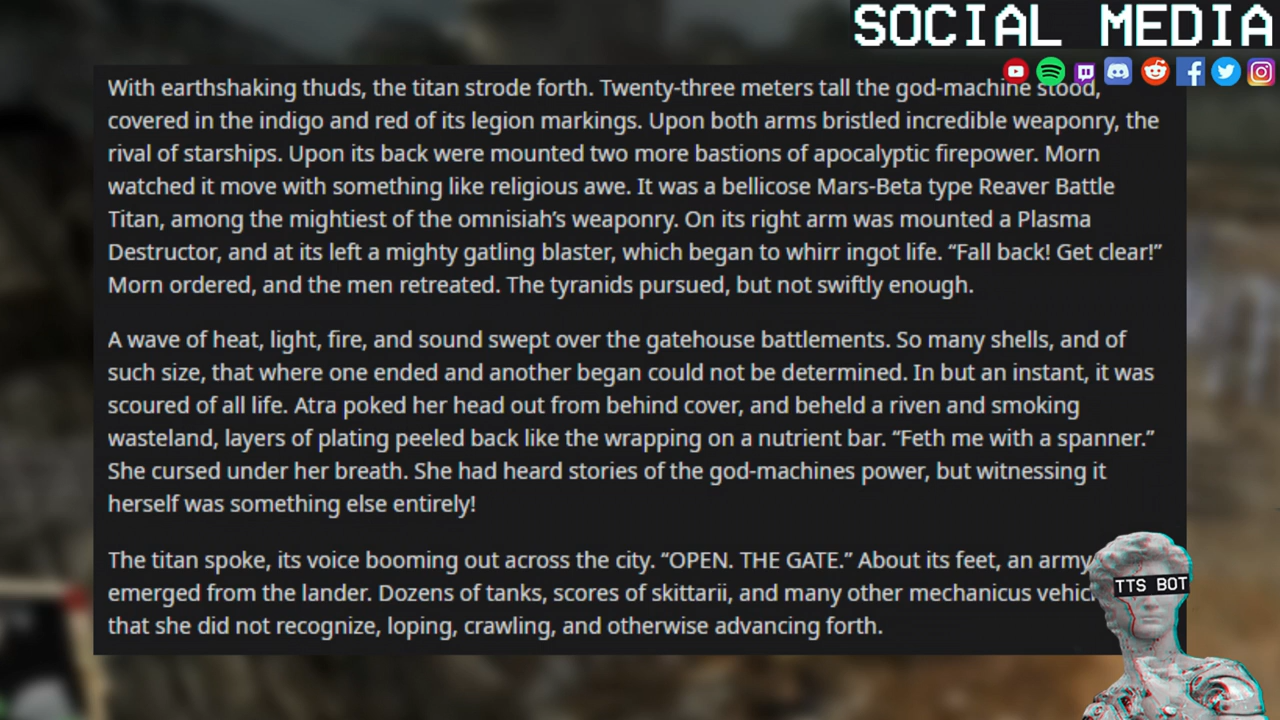 SOCIAL MEDIA
With earthshaking thuds, the titan strode forth. Twenty-three meters tall the god-machine stood,
covered in the indigo and red of its legion markings. Upon both arms bristled incredible weaponry, the
rival of starships. Upon its back were mounted two more bastions of apocalyptic firepower. Morn
watched it move with something like religious awe. It was a bellicose Mars-Beta type Reaver Battle
Titan, among the mightiest of the omnisiah’s weaponry. On its right arm was mounted a Plasma
Destructor, and at its left a mighty gatling blaster, which began to whirr ingot life. “Fall back! Get clear!”
Morn ordered, and the men retreated. The tyranids pursued, but not swiftly enough.
A wave of heat, light, fire, and sound swept over the gatehouse battlements. So many shells, and of
such size, that where one ended and another began could not be determined. In but an instant, it was
scoured of all life. Atra poked her head out from behind cover, and beheld a riven and smoking
wasteland, layers of plating peeled back like the wrapping on a nutrient bar. “Feth me with a spanner.”
She cursed under her breath. She had heard stories of the god-machines power, but witnessing it
herself was something else entirely!
The titan spoke, its voice booming out across the city. “OPEN. THE GATE.” About its feet, an army
emerged from the lander. Dozens of tanks, scores of skittarii, and many other mechanicus
that she did not recognize, loping, crawling, and otherwise advancing forth.
TTS BOT